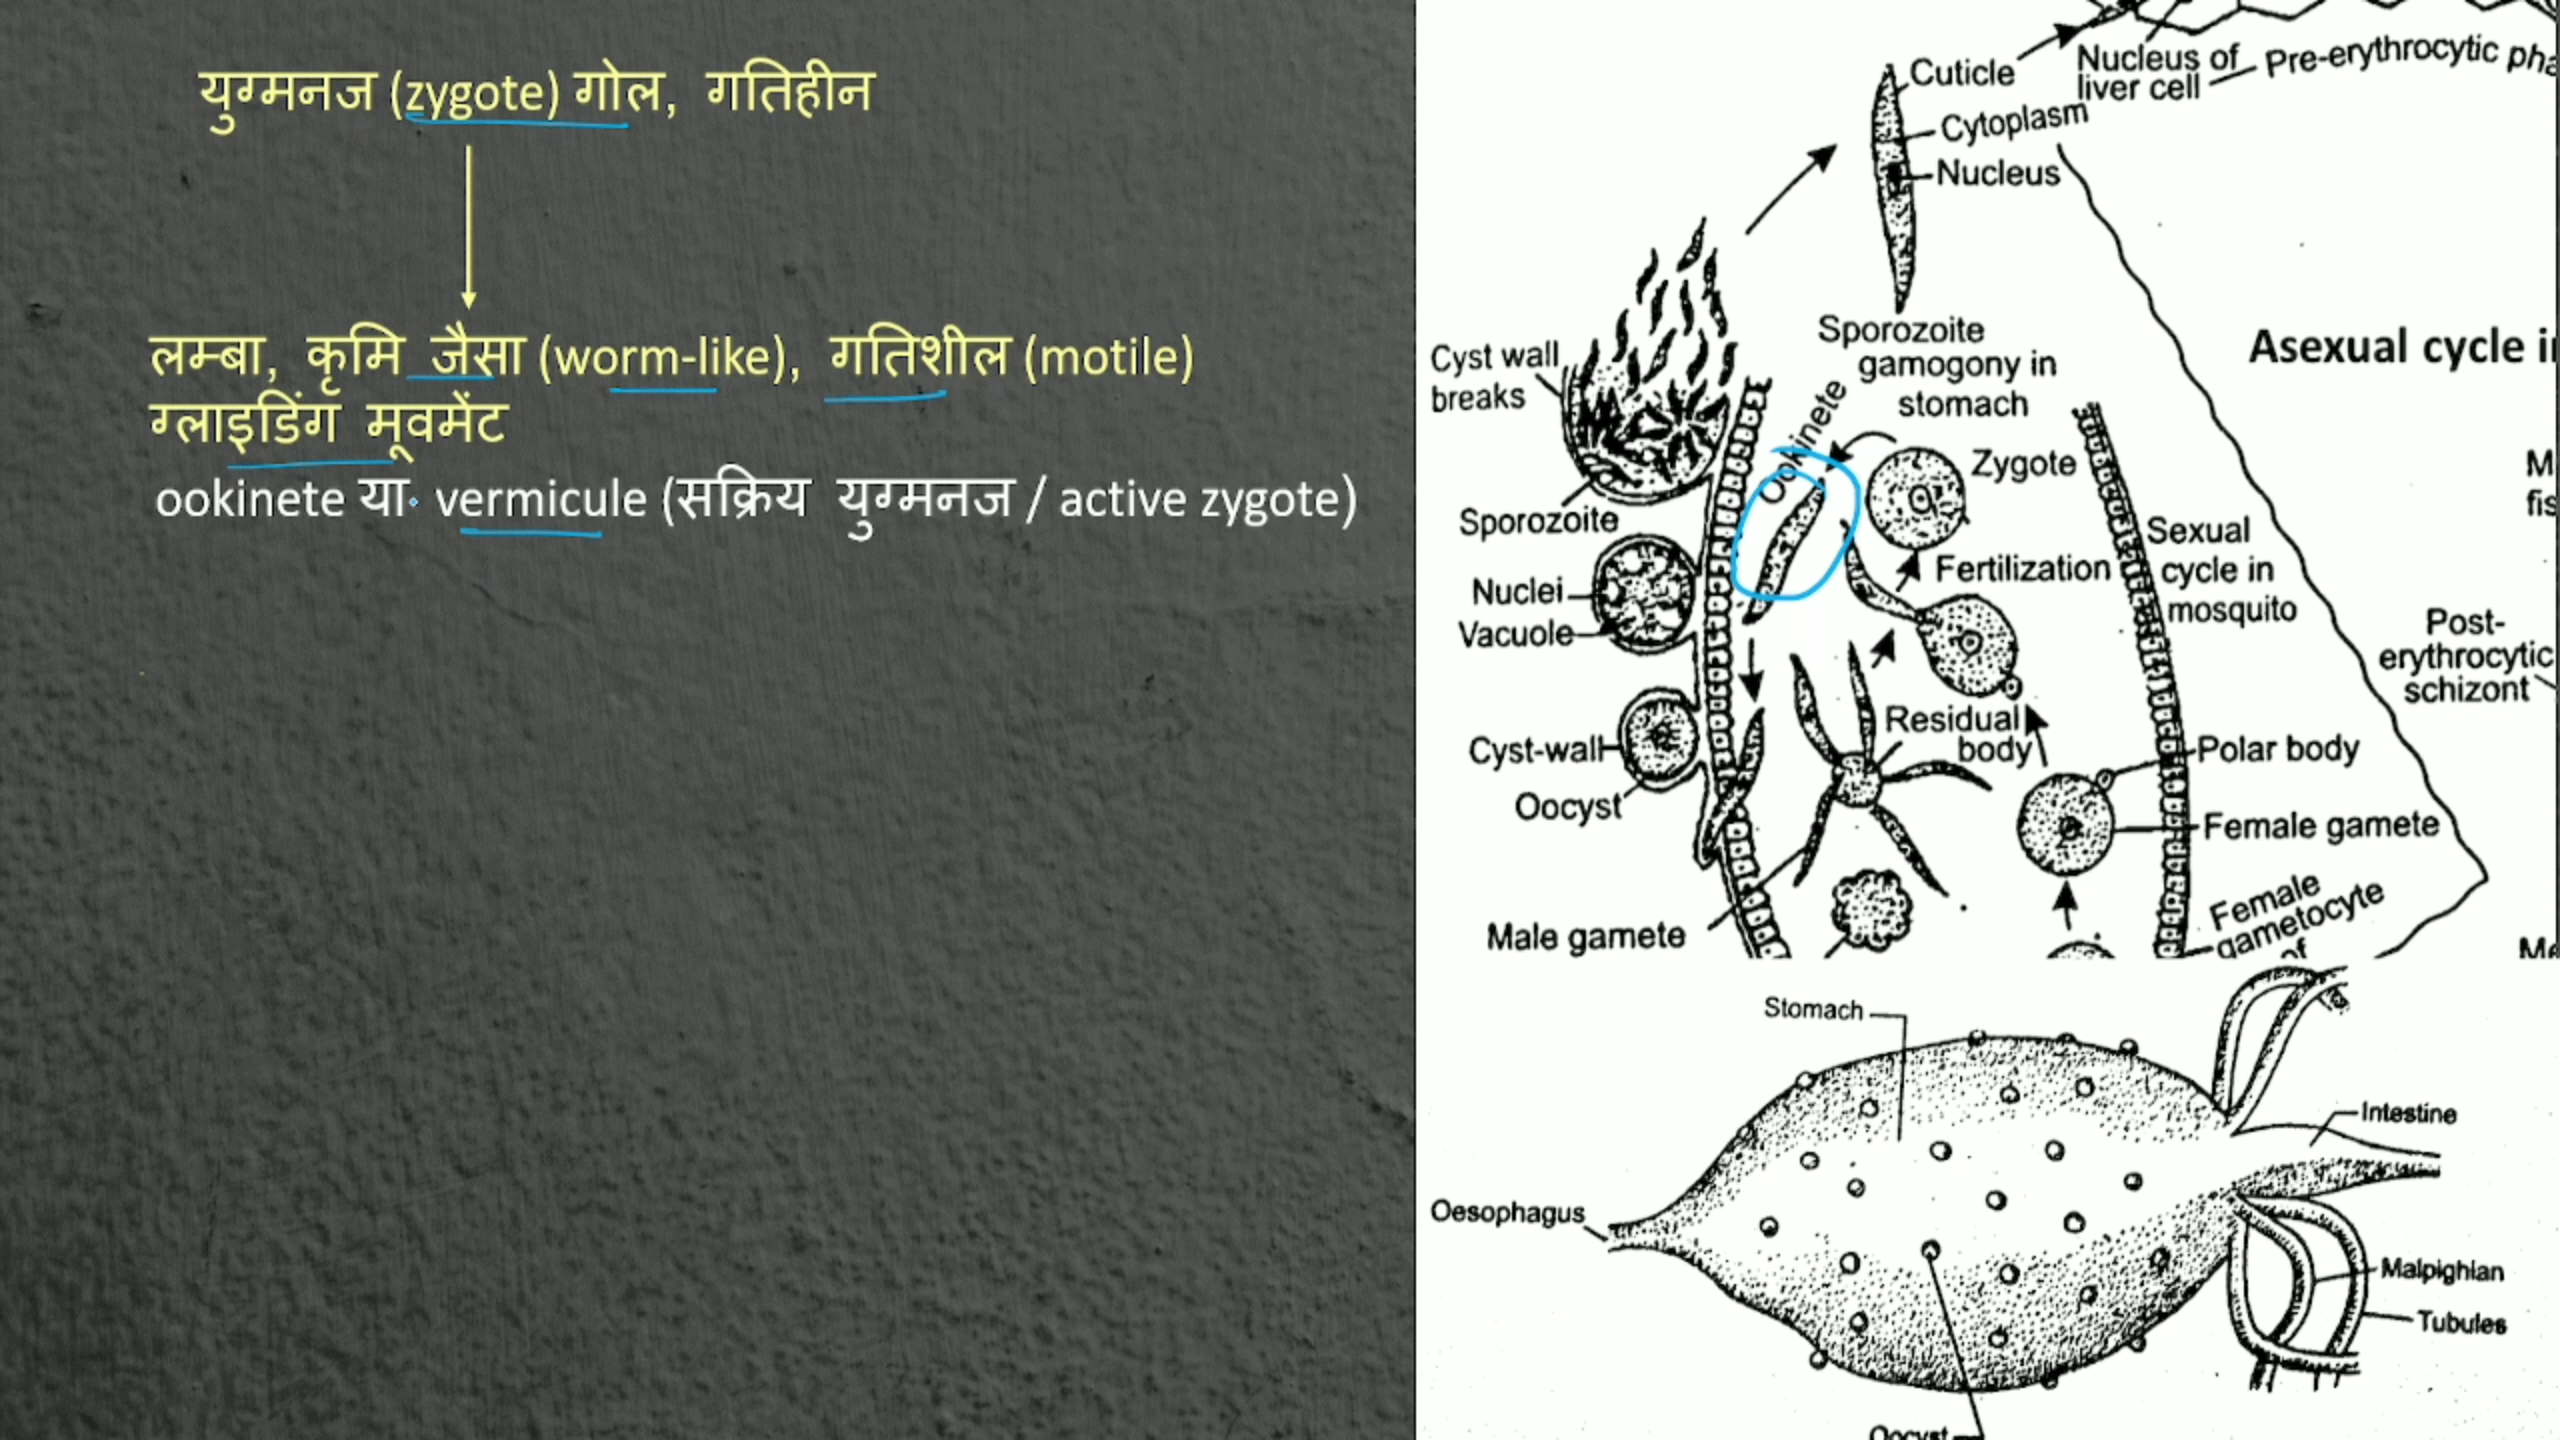 युग्मनज (zygote) गोल, गतिहीन
लम्बा, कृमि जैसा (worm-like), गतिशील (motile)
ग्लाइडिंग मूवमेंट
ookinete या vermicule (सक्रिय युग्मनज / active zygote)
Cuticle
Nucleus of
liver cell
Pre-erythrocytic pha
Cytoplasm
Nucleus
Sporozoite
gamogony in
stomach
Cyst wall
breaks
Ookinete
Asexual cycle in
Zygote
Sporozoite
Sexual
cycle in
mosquito
Fertilization
Nuclei
Vacuole
Post-
erythrocytic
schizont
Residual
body
Cyst-wall
Oocyst
Polar body
Female gamete
Male gamete
Female
gametocyte
of
Stomach
Intestine
Oesophagus
Malpighian
Tubules
Oocyst